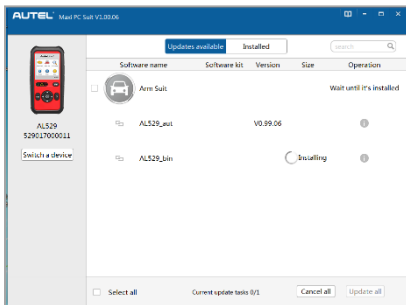 AUTEL Maxi PC Suit V1.09.06
Updates available Installed
search
Software name Software kit Version Size Operation
Arm Suit Wait until it's installed
AL529_aut V0.99.06
AL529_bin Installing
AL529
529017000011
Switch a device
Select all Current update tasks 0/1 Cancel all Update all